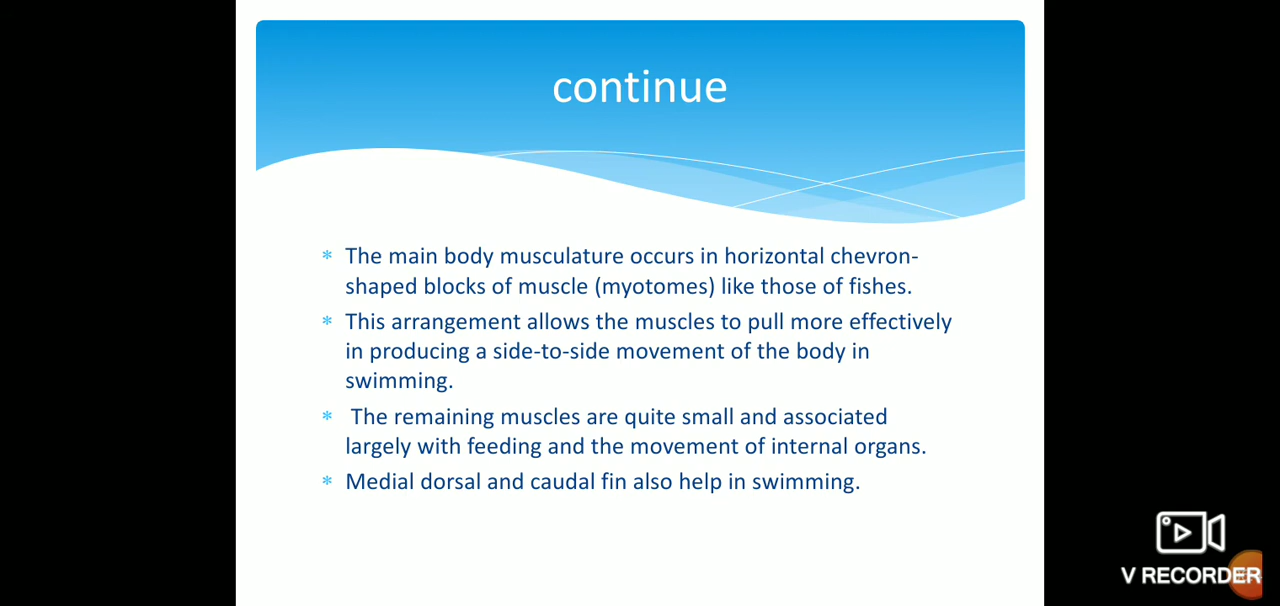 continue
* The main body musculature occurs in horizontal chevron-
shaped blocks of muscle (myotomes) like those of fishes.
* This arrangement allows the muscles to pull more effectively
in producing a side-to-side movement of the body in
swimming.
* The remaining muscles are quite small and associated
largely with feeding and the movement of internal organs.
* Medial dorsal and caudal fin also help in swimming.
V RECORDER